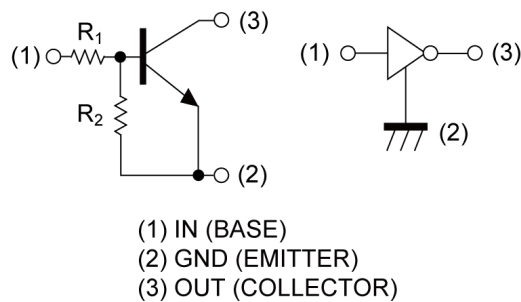 (3)
(1)
R1
R2
(2)
(1)
(3)
(2)
(1) IN (BASE)
(2) GND (EMITTER)
(3) OUT (COLLECTOR)